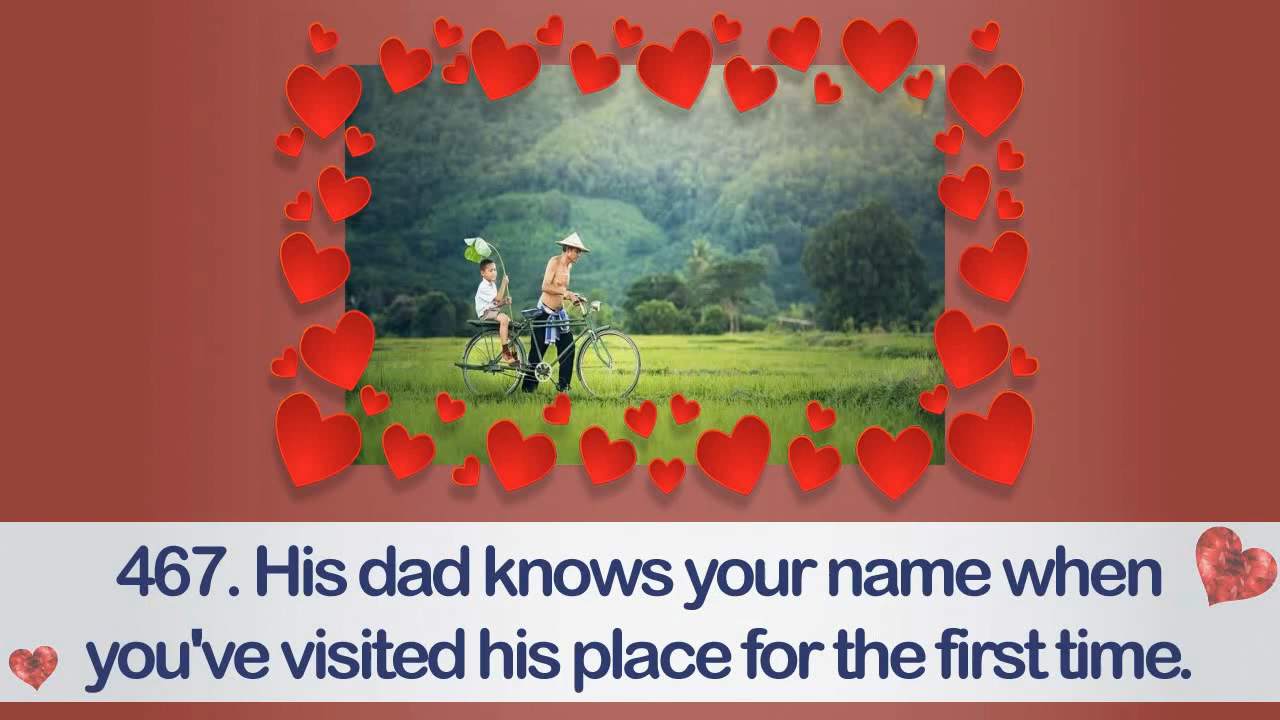 467. His dad knows your name when
you've visited his place for the first time.